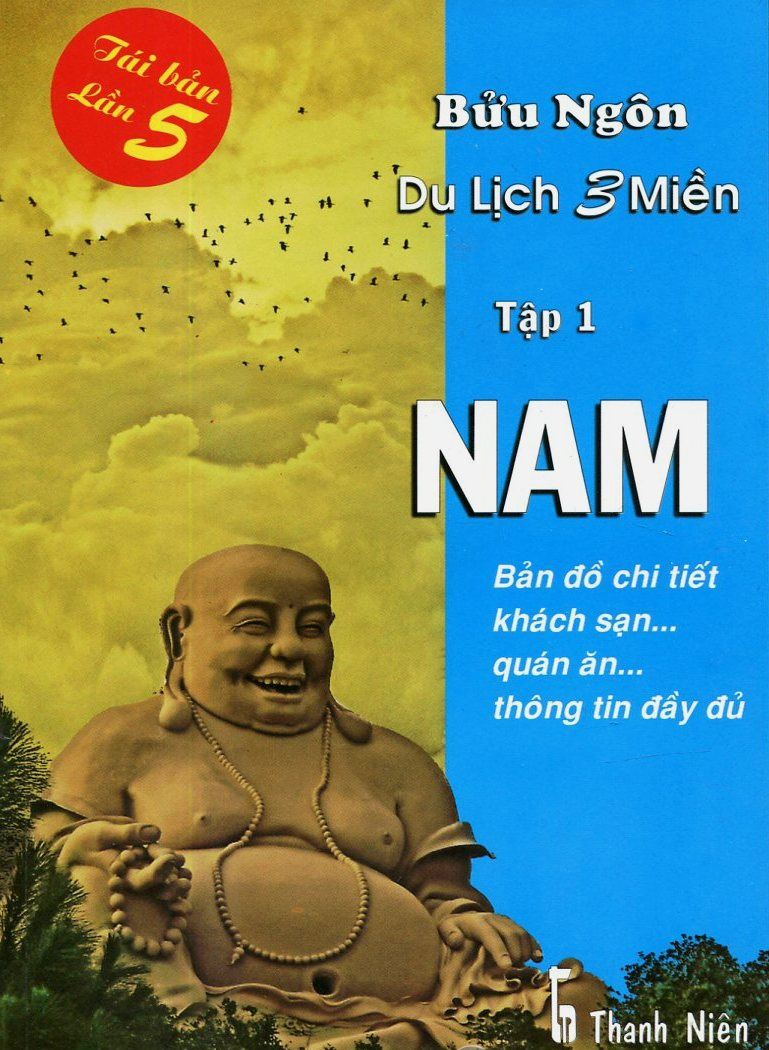 Tái bản
Lần 5
Bửu Ngôn
Du Lịch 3 Miền
Tập 1
NAM
Bản đồ chi tiết
khách sạn...
quán ăn...
thông tin đầy đủ
Thanh Niên